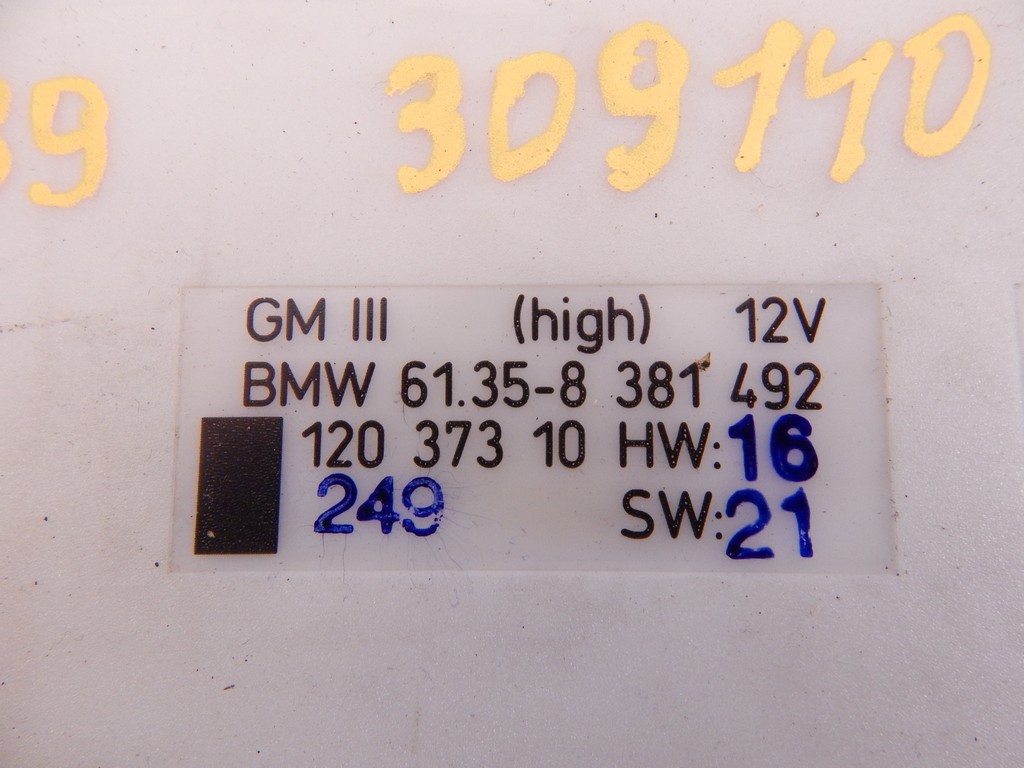 39 309140
GM III (high) 12V
BMW 61.35-8 381 492
120 373 10 HW:16
249 SW:21